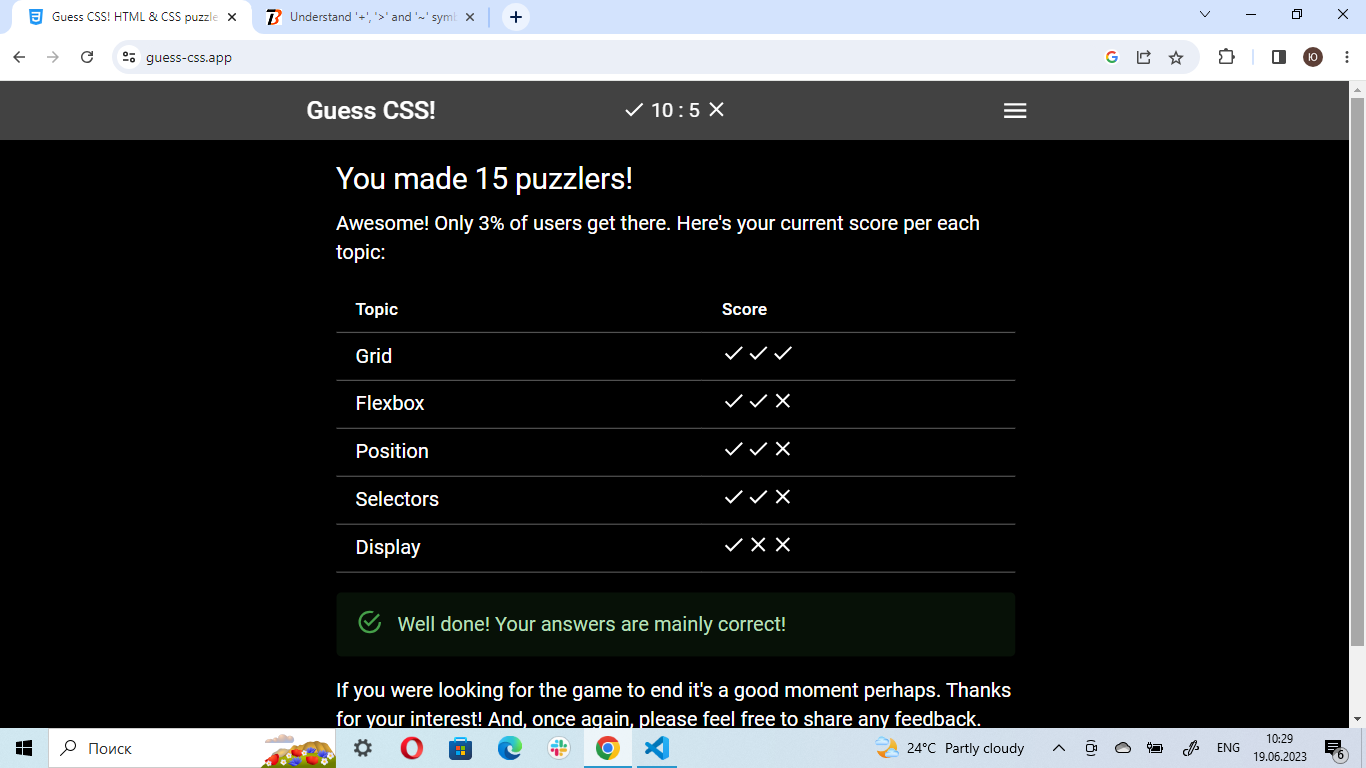 Guess CSS! HTML & CSS puzzle
Understand '+', '>' and '~' sym
guess-css.app
Ю
Guess CSS!
10 : 5
You made 15 puzzlers!
Awesome! Only 3% of users get there. Here's your current score per each
topic:
Topic Score
Grid
Flexbox
Position
Selectors
Display
Well done! Your answers are mainly correct!
If you were looking for the game to end it's a good moment perhaps. Thanks
for your interest! And, once again, please feel free to share any feedback.
Поиск
24°C Partly cloudy
ENG
10:29
19.06.2023
6